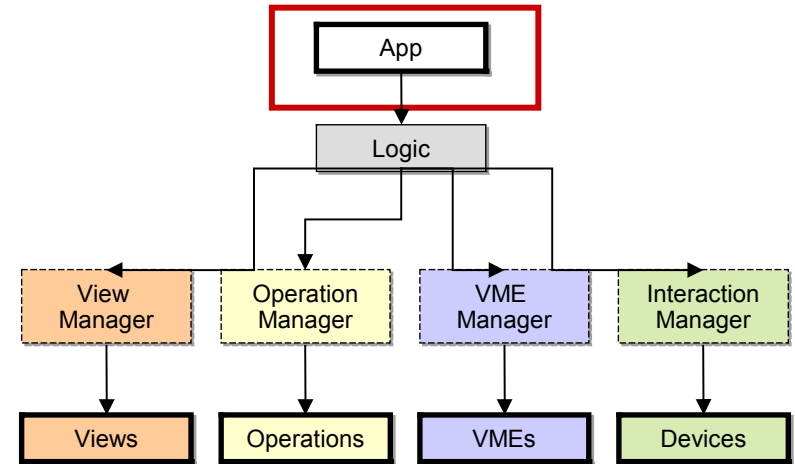 App
Logic
View
Manager
Operation
Manager
VME
Manager
Interaction
Manager
Views
Operations
VMEs
Devices